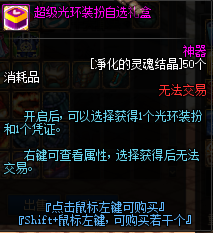 超级光环装扮自选礼盒
神器
[净化的灵魂结晶]50个
消耗品
无法交易
开启后，可以选择获得1个光环装扮
和1个凭证。
右键可查看属性，选择获得后无法
交易。
『点击鼠标左键可购买』
『Shift+鼠标左键，可购买若干个』